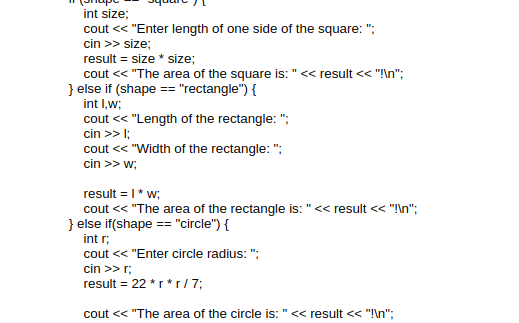 if (shape == "square") {
int size;
cout << "Enter length of one side of the square: ";
cin >> size;
result = size * size;
cout << "The area of the square is: " << result << "!\n";
} else if (shape == "rectangle") {
int l,w;
cout << "Length of the rectangle: ";
cin >> l;
cout << "Width of the rectangle: ";
cin >> w;
result = l * w;
cout << "The area of the rectangle is: " << result << "!\n";
} else if(shape == "circle") {
int r;
cout << "Enter circle radius: ";
cin >> r;
result = 22 * r * r / 7;
cout << "The area of the circle is: " << result << "!\n";